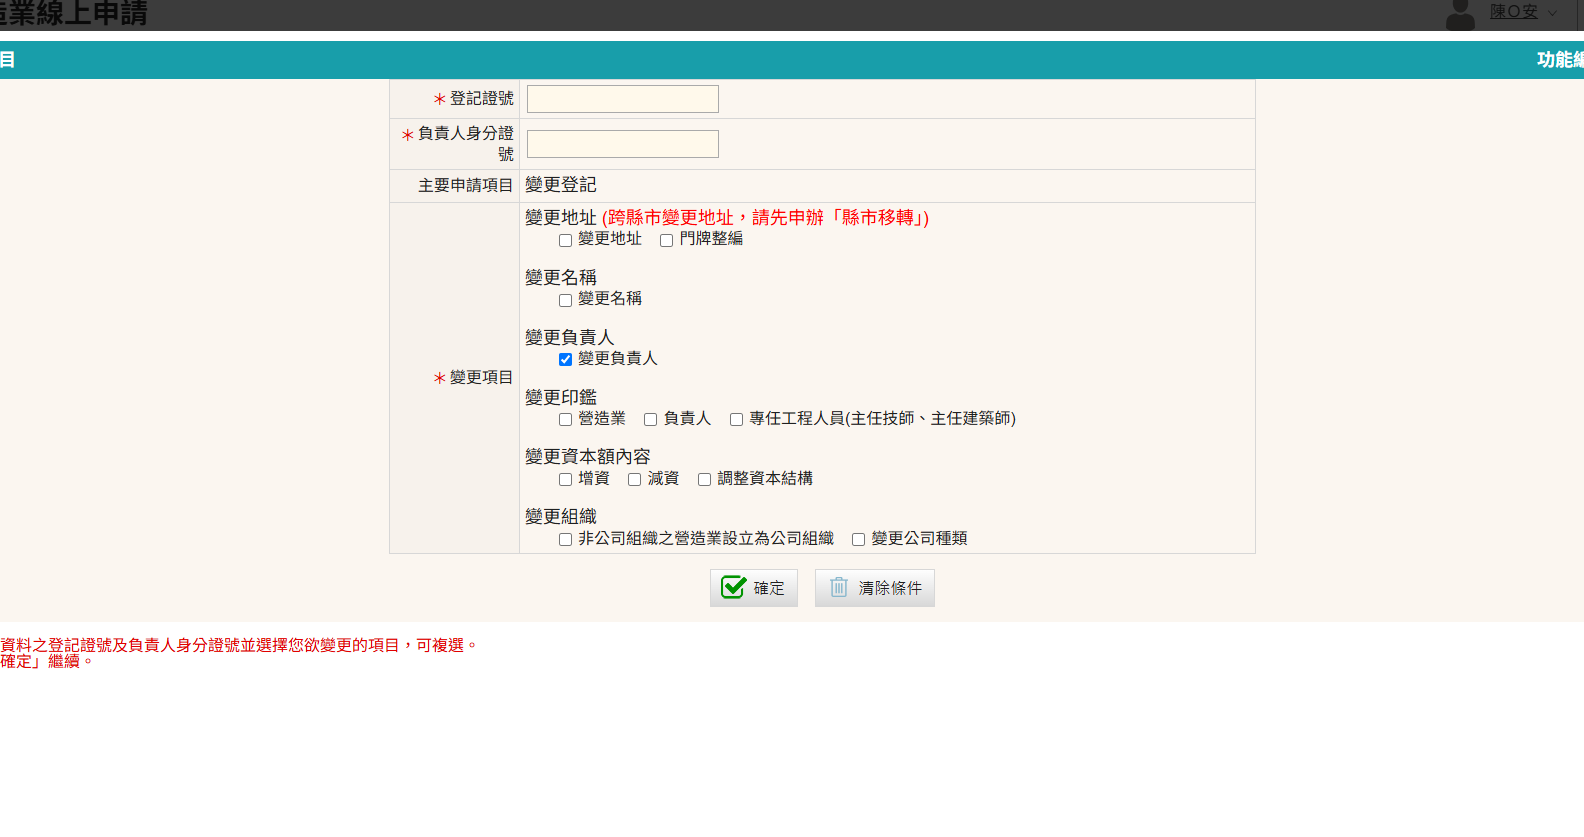 造業線上申請
陳O安
目
功能編
＊登記證號
＊負責人身分證
號
主要申請項目
變更登記
＊變更項目
變更地址 (跨縣市變更地址，請先申辦「縣市移轉」)
變更地址 門牌整編
變更名稱
變更名稱
變更負責人
變更負責人
變更印鑑
營造業 負責人 專任工程人員(主任技師、主任建築師)
變更資本額內容
增資 減資 調整資本結構
變更組織
非公司組織之營造業設立為公司組織 變更公司種類
確定 清除條件
資料之登記證號及負責人身分證號並選擇您欲變更的項目，可複選。
確定」繼續。